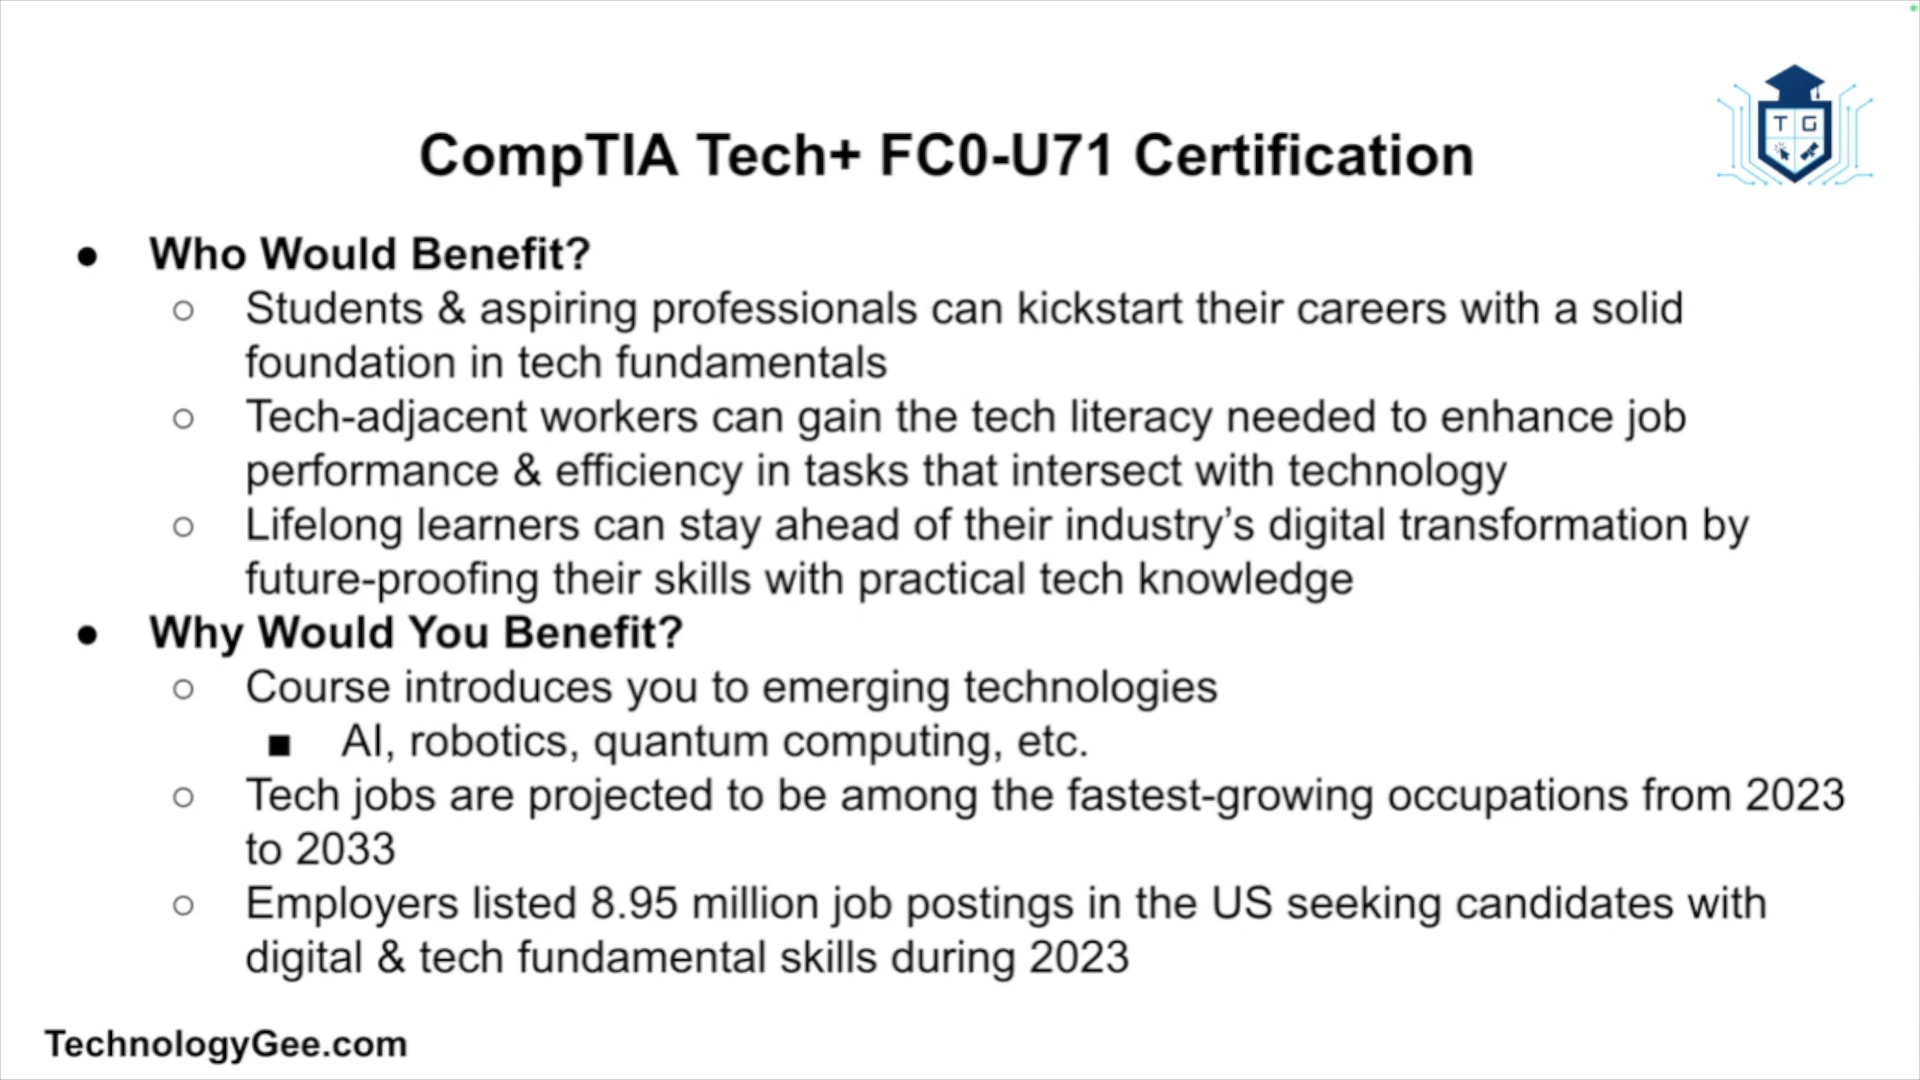 CompTIA Tech+ FC0-U71 Certification
T G
● Who Would Benefit?
○ Students & aspiring professionals can kickstart their careers with a solid
foundation in tech fundamentals
○ Tech-adjacent workers can gain the tech literacy needed to enhance job
performance & efficiency in tasks that intersect with technology
○ Lifelong learners can stay ahead of their industry’s digital transformation by
future-proofing their skills with practical tech knowledge
● Why Would You Benefit?
○ Course introduces you to emerging technologies
■ AI, robotics, quantum computing, etc.
○ Tech jobs are projected to be among the fastest-growing occupations from 2023
to 2033
○ Employers listed 8.95 million job postings in the US seeking candidates with
digital & tech fundamental skills during 2023
TechnologyGee.com